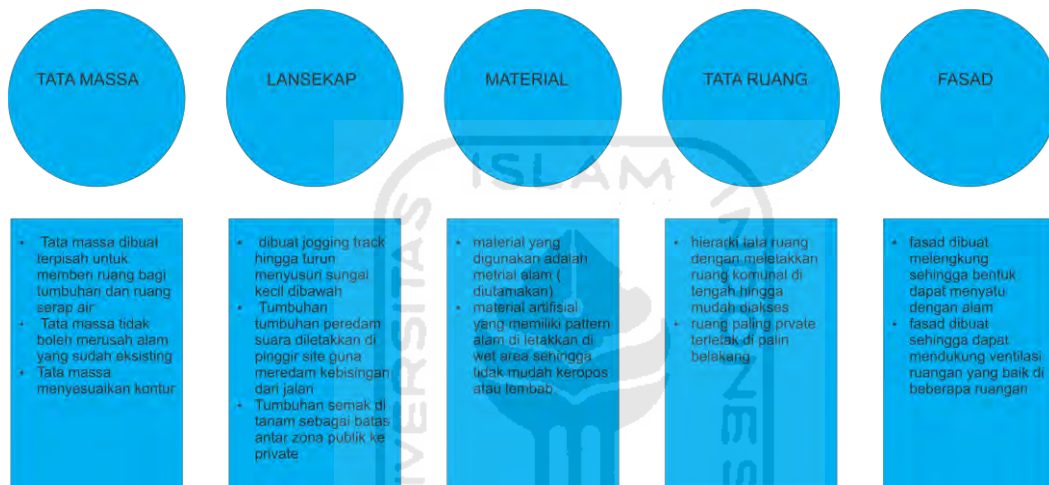 TATA MASSA
LANSEKAP
MATERIAL
TATA RUANG
FASAD
• Tata massa dibuat
terpisah untuk
memberi ruang bagi
tumbuhan dan ruang
serap air
• Tata massa tidak
boleh merusah alam
yang sudah eksisting
• Tata massa
menyesuaikan kontur
• dibuat jogging track
hingga turun
menyusuri sungai
kecil dibawah
• Tumbuhan
tumbuhan peredam
suara diletakkan di
pinggir site guna
meredam kebisingan
dari jalan
• Tumbuhan semak di
tanam sebagai batas
antar zona publik ke
private
• material yang
digunakan adalah
metrial alam (
diutamakan)
• material artifisial
yang memiliki pattern
alam di letakkan di
wet area sehingga
tidak mudah keropos
atau lembab
• hierarki tata ruang
dengan meletakkan
ruang komunal di
tengah hingga
mudah diakses
• ruang paling prvate
terletak di palin
belakang
• fasad dibuat
melengkung
sehingga bentuk
dapat menyatu
dengan alam
• fasad dibuat
sehingga dapat
mendukung ventilasi
ruangan yang baik di
beberapa ruangan
ISLAM